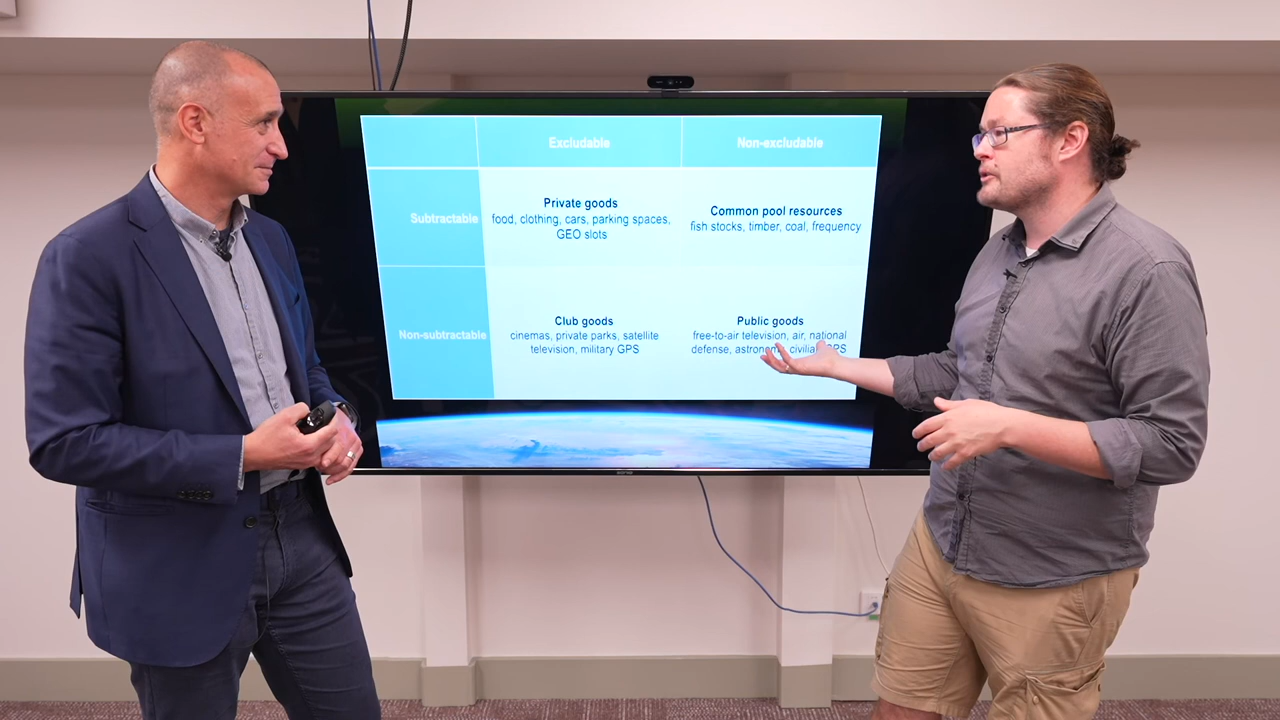 Excludable
Non-excludable
Subtractable
Private goods
food, clothing, cars, parking spaces,
GEO slots
Common pool resources
fish stocks, timber, coal, frequency
Non-subtractable
Club goods
cinemas, private parks, satellite
television, military GPS
Public goods
free-to-air television, air, national
defense, astronomy, civilian GPS